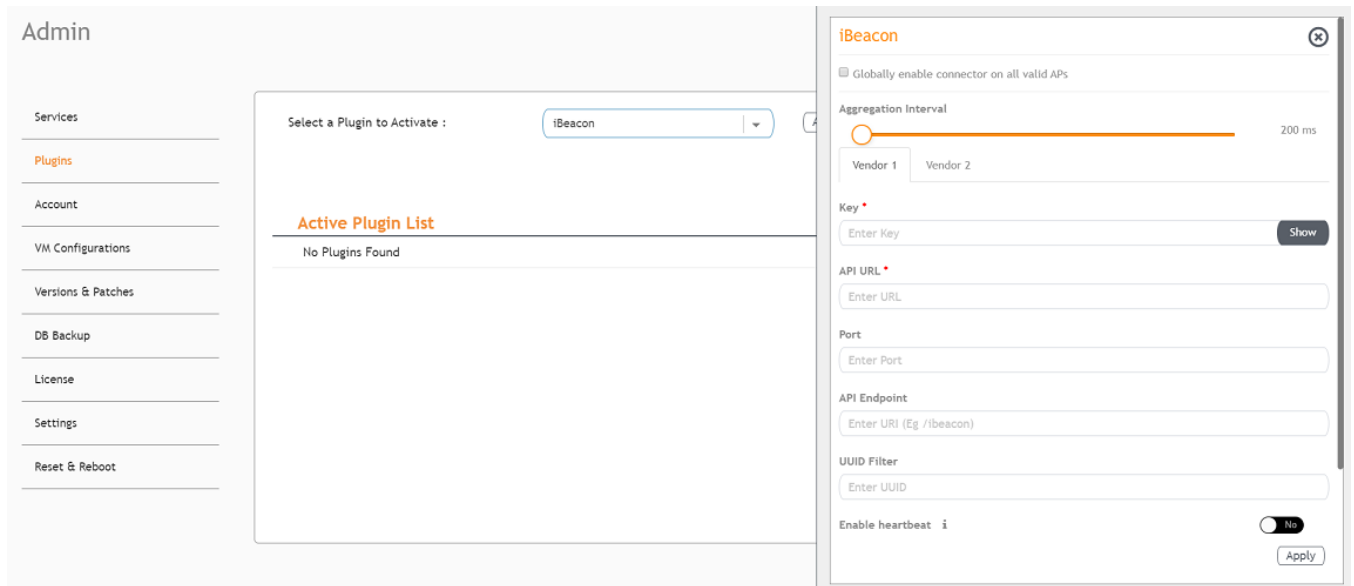 Admin
Services
Plugins
Account
VM Configurations
Versions & Patches
DB Backup
License
Settings
Reset & Reboot
Select a Plugin to Activate :
iBeacon
Active Plugin List
No Plugins Found
iBeacon
Globally enable connector on all valid APs
Aggregation Interval
200 ms
Vendor 1 Vendor 2
Key *
Enter Key Show
API URL *
Enter URL
Port
Enter Port
API Endpoint
Enter URI (Eg /ibeacon)
UUID Filter
Enter UUID
Enable heartbeat i No
Apply